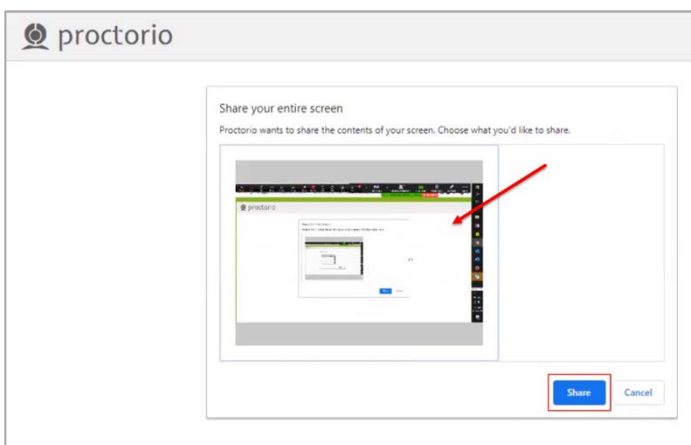 proctorio
Share your entire screen
Proctorio wants to share the contents of your screen. Choose what you'd like to share.
proctorio
Share
Cancel